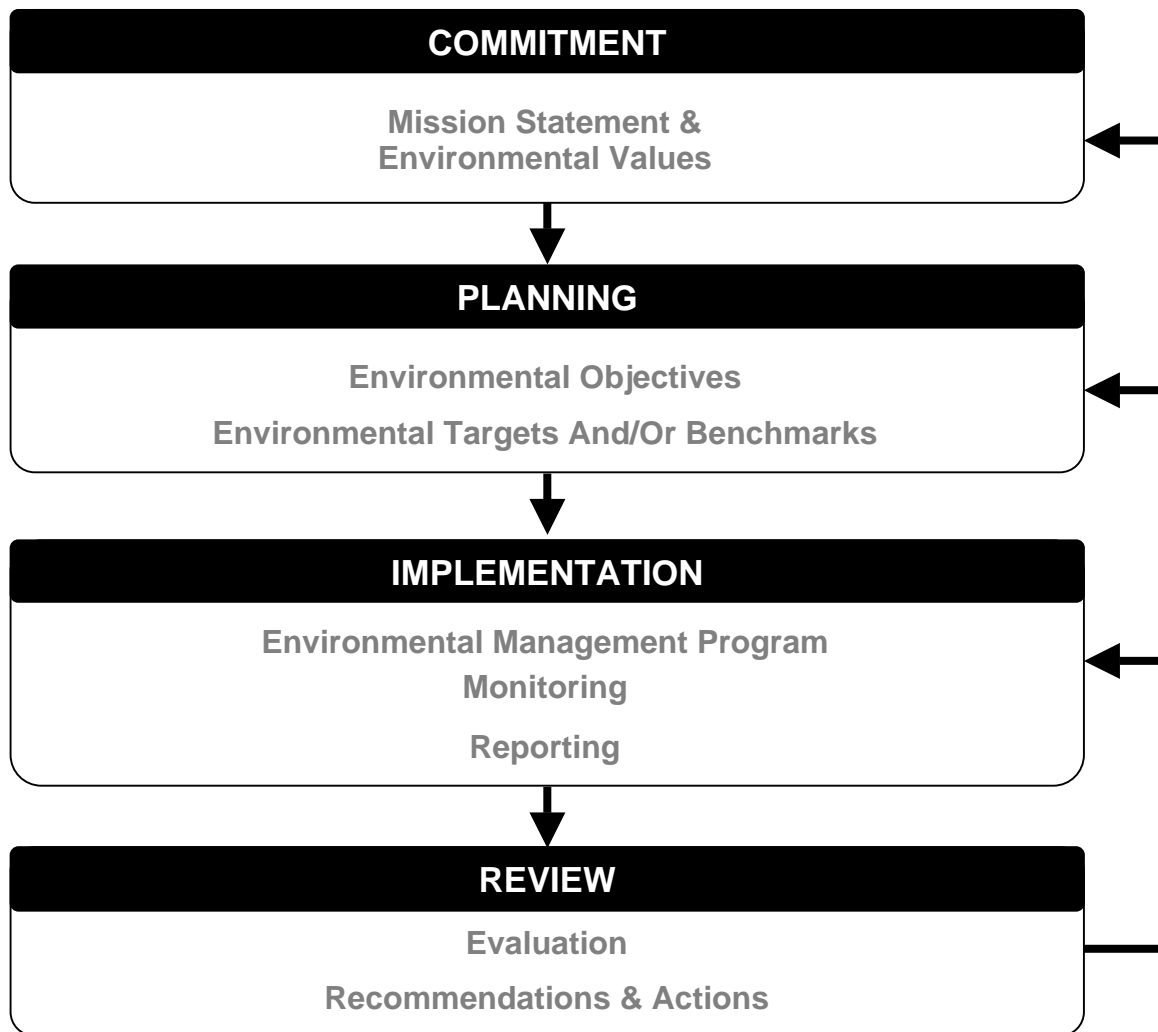 COMMITMENT
Mission Statement &
Environmental Values
PLANNING
Environmental Objectives
Environmental Targets And/Or Benchmarks
IMPLEMENTATION
Environmental Management Program
Monitoring
Reporting
REVIEW
Evaluation
Recommendations & Actions